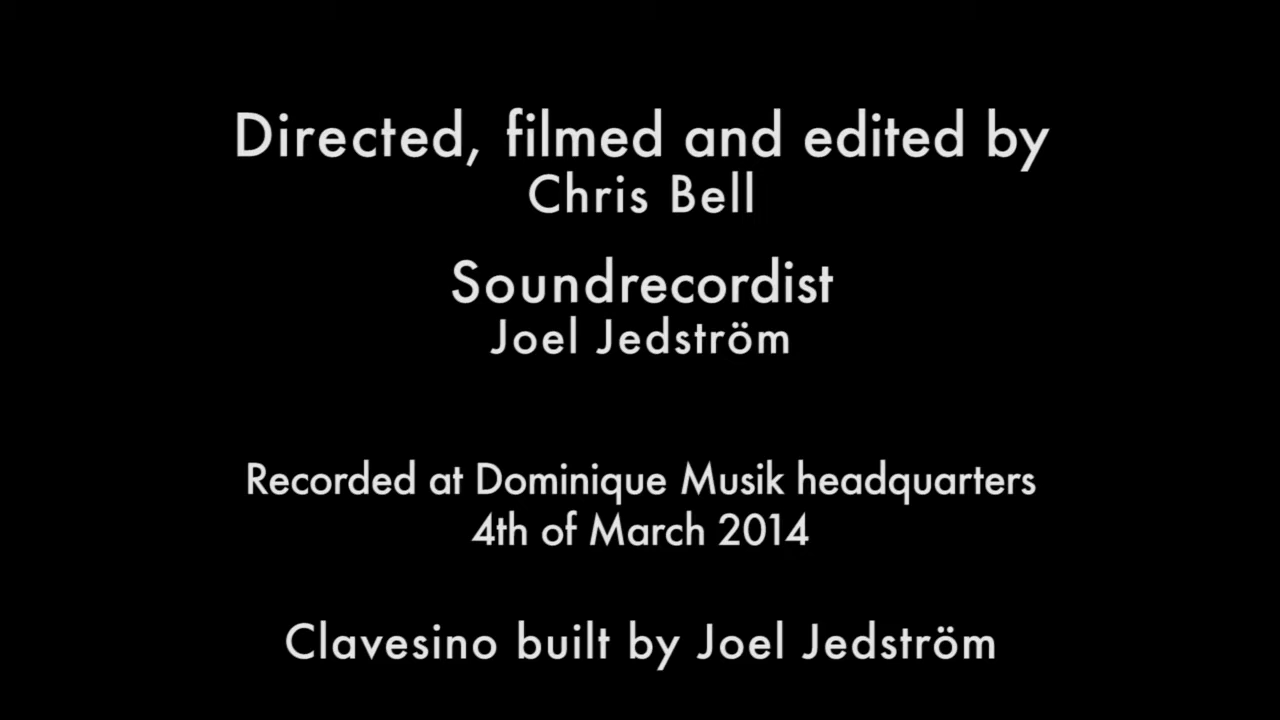 Directed, filmed and edited by
Chris Bell
Soundrecordist
Joel Jedström
Recorded at Dominique Musik headquarters
4th of March 2014
Clavesino built by Joel Jedström